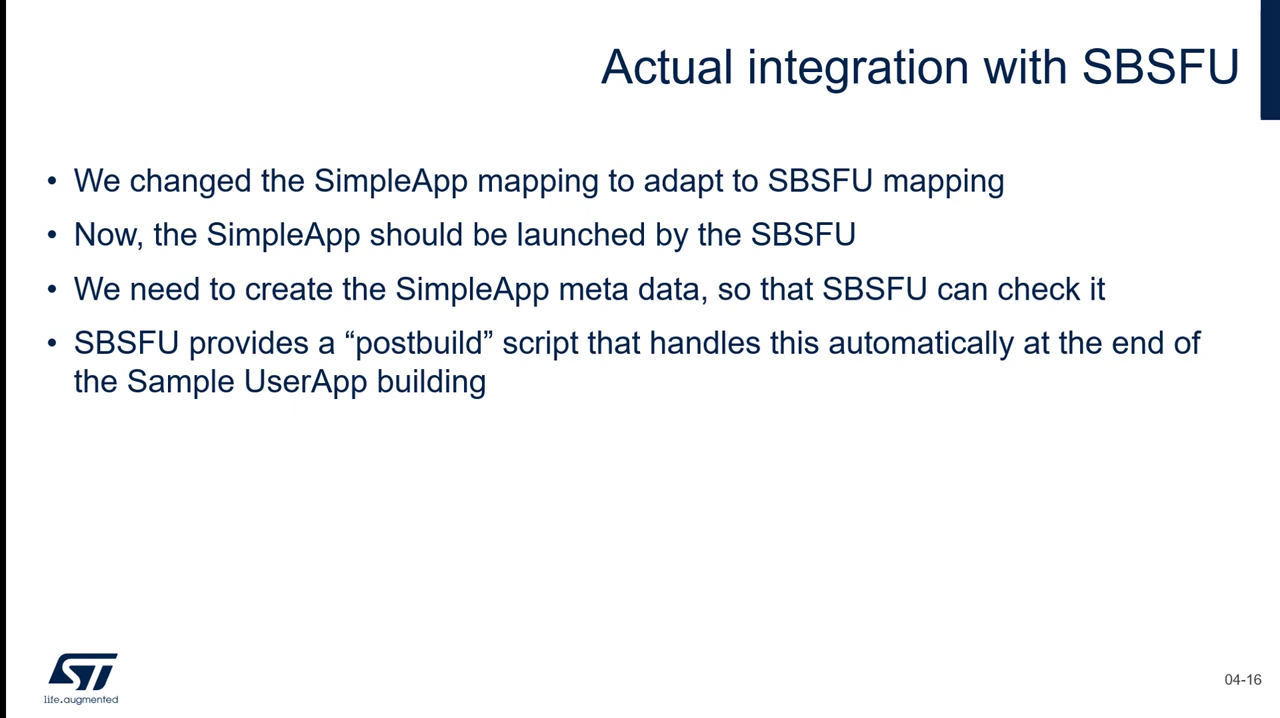 Actual integration with SBSFU
• We changed the SimpleApp mapping to adapt to SBSFU mapping
• Now, the SimpleApp should be launched by the SBSFU
• We need to create the SimpleApp meta data, so that SBSFU can check it
• SBSFU provides a “postbuild” script that handles this automatically at the end of
the Sample UserApp building
ST
life.augmented
04-16